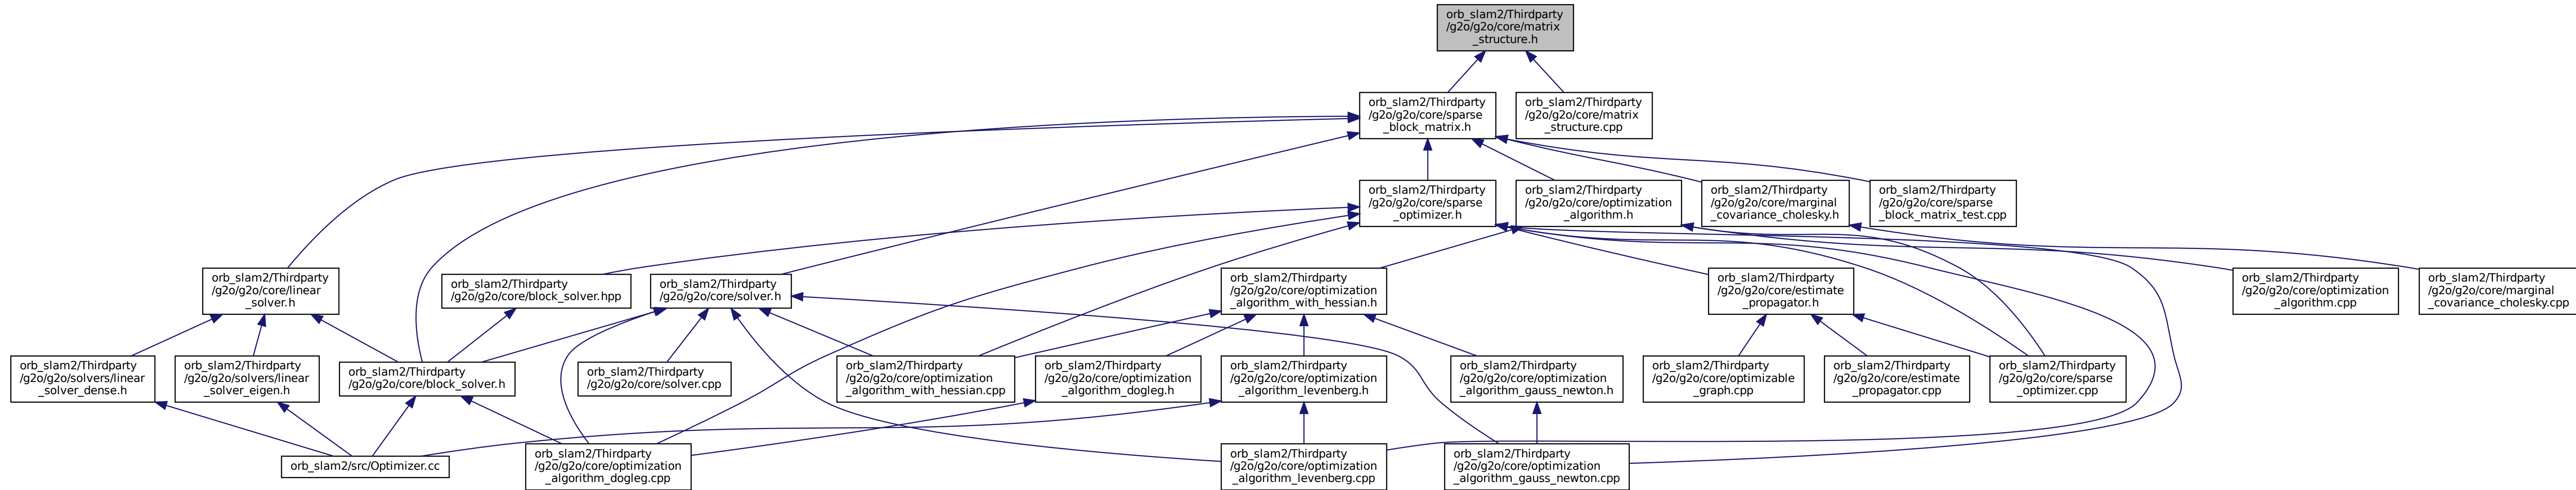 orb_slam2/Thirdparty
/g2o/g2o/core/matrix
_structure.h
orb_slam2/Thirdparty
/g2o/g2o/core/sparse
_block_matrix.h
orb_slam2/Thirdparty
/g2o/g2o/core/matrix
_structure.cpp
orb_slam2/Thirdparty
/g2o/g2o/core/sparse
_optimizer.h
orb_slam2/Thirdparty
/g2o/g2o/core/optimization
_algorithm.h
orb_slam2/Thirdparty
/g2o/g2o/core/marginal
_covariance_cholesky.h
orb_slam2/Thirdparty
/g2o/g2o/core/sparse
_block_matrix_test.cpp
orb_slam2/Thirdparty
/g2o/g2o/core/linear
_solver.h
orb_slam2/Thirdparty
/g2o/g2o/core/block_solver.hpp
orb_slam2/Thirdparty
/g2o/g2o/core/solver.h
orb_slam2/Thirdparty
/g2o/g2o/core/optimization
_algorithm_with_hessian.h
orb_slam2/Thirdparty
/g2o/g2o/core/estimate
_propagator.h
orb_slam2/Thirdparty
/g2o/g2o/core/optimization
_algorithm.cpp
orb_slam2/Thirdparty
/g2o/g2o/core/marginal
_covariance_cholesky.cpp
orb_slam2/Thirdparty
/g2o/g2o/solvers/linear
_solver_dense.h
orb_slam2/Thirdparty
/g2o/g2o/solvers/linear
_solver_eigen.h
orb_slam2/Thirdparty
/g2o/g2o/core/block_solver.h
orb_slam2/Thirdparty
/g2o/g2o/core/solver.cpp
orb_slam2/Thirdparty
/g2o/g2o/core/optimization
_algorithm_with_hessian.cpp
orb_slam2/Thirdparty
/g2o/g2o/core/optimization
_algorithm_dogleg.h
orb_slam2/Thirdparty
/g2o/g2o/core/optimization
_algorithm_levenberg.h
orb_slam2/Thirdparty
/g2o/g2o/core/optimization
_algorithm_gauss_newton.h
orb_slam2/Thirdparty
/g2o/g2o/core/optimizable
_graph.cpp
orb_slam2/Thirdparty
/g2o/g2o/core/estimate
_propagator.cpp
orb_slam2/Thirdparty
/g2o/g2o/core/sparse
_optimizer.cpp
orb_slam2/src/Optimizer.cc
orb_slam2/Thirdparty
/g2o/g2o/core/optimization
_algorithm_dogleg.cpp
orb_slam2/Thirdparty
/g2o/g2o/core/optimization
_algorithm_levenberg.cpp
orb_slam2/Thirdparty
/g2o/g2o/core/optimization
_algorithm_gauss_newton.cpp